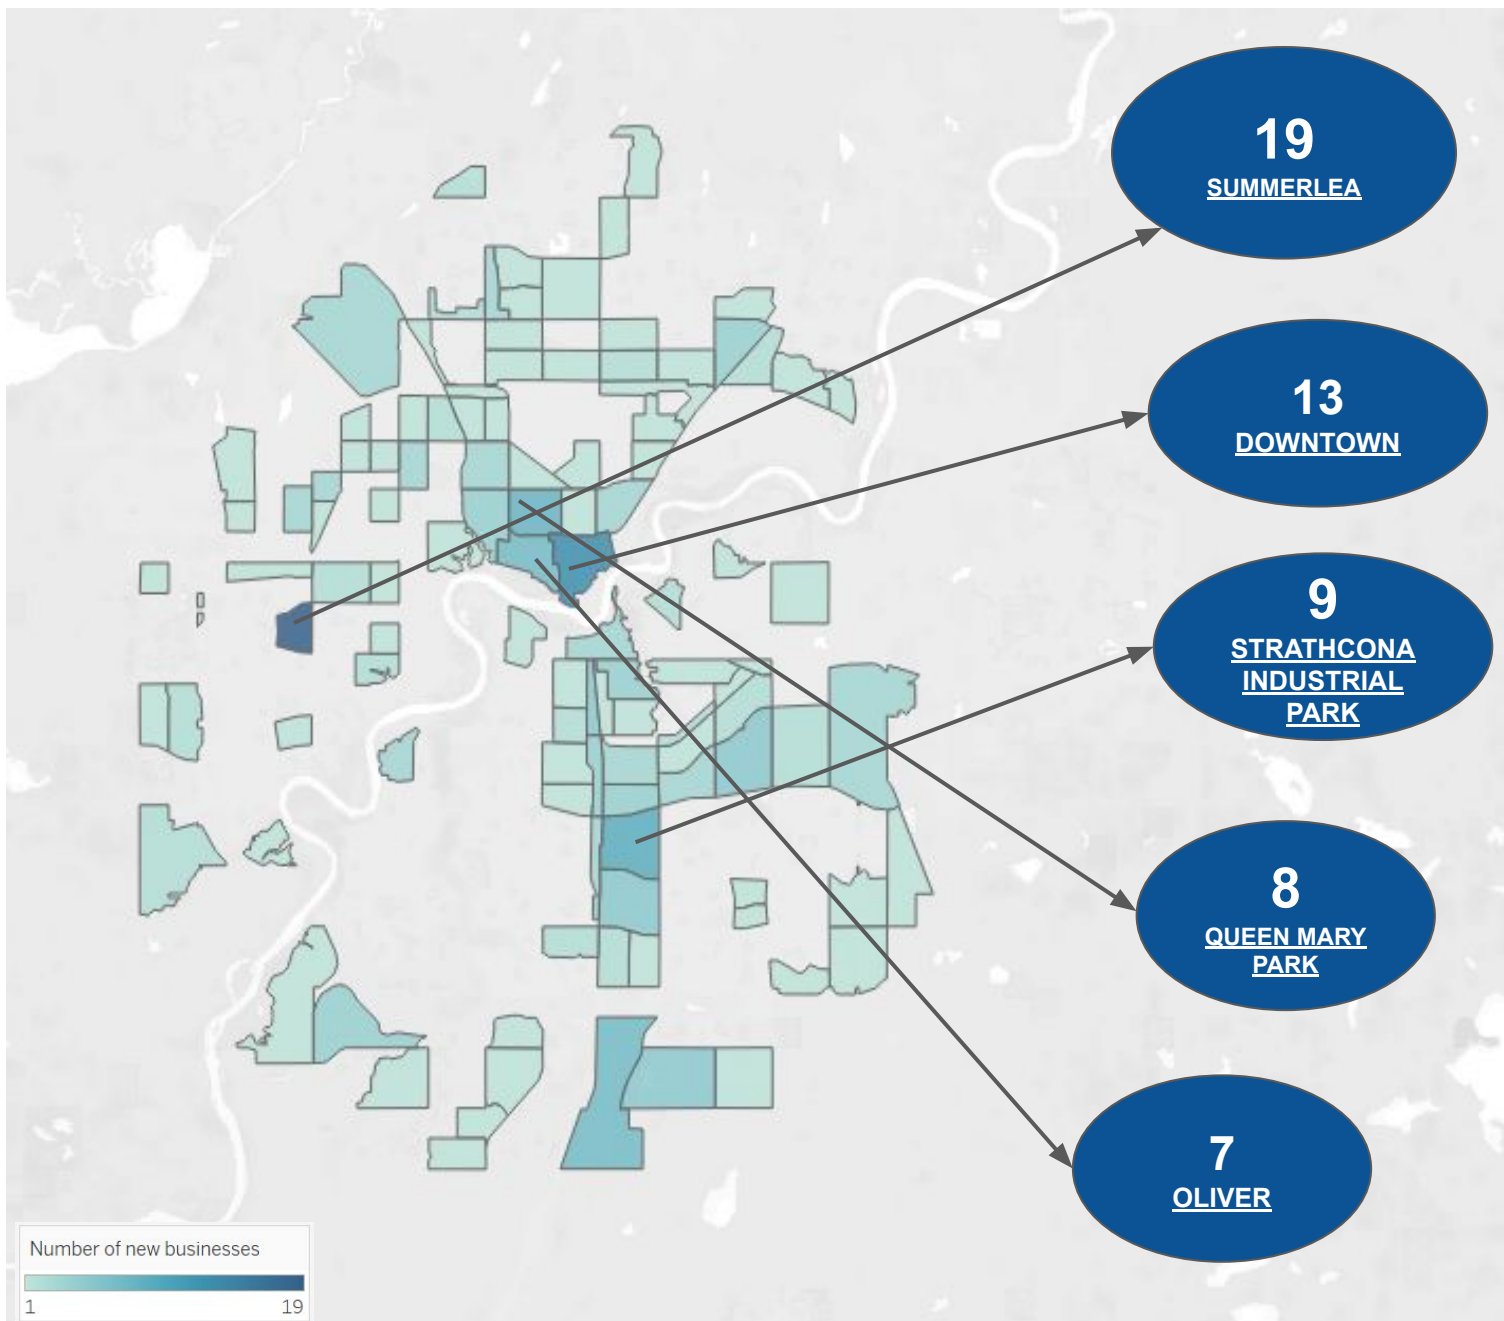 19
SUMMERLEA
13
DOWNTOWN
9
STRATHCONA
INDUSTRIAL
PARK
8
QUEEN MARY
PARK
7
OLIVER
Number of new businesses
1 19